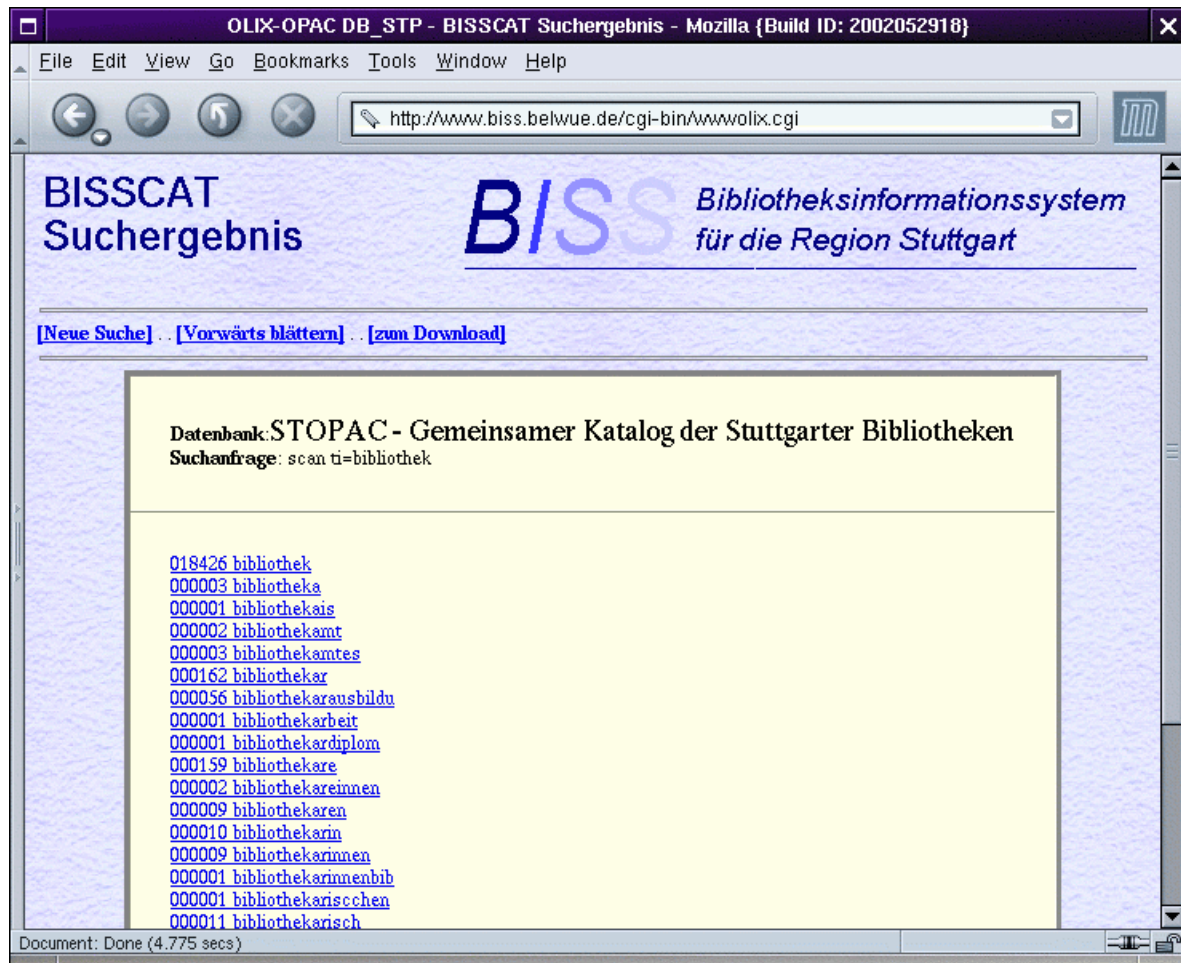 OLIX-OPAC DB_STP - BISSCAT Suchergebnis - Mozilla {Build ID: 2002052918}
File Edit View Go Bookmarks Tools Window Help
http://www.biss.belwue.de/cgi-bin/wwwolix.cgi
BISSCAT
Suchergebnis
BISS
Bibliotheksinformationssystem
für die Region Stuttgart
[Neue Suche] . . [Vorwärts blättern] . . [zum Download]
Datenbank:STOPAC - Gemeinsamer Katalog der Stuttgarter Bibliotheken
Suchanfrage: scan ti=bibliothek
018426 bibliothek
000003 bibliotheka
000001 bibliothekais
000002 bibliothekamt
000003 bibliothekamtes
000162 bibliothekar
000056 bibliothekarausbildu
000001 bibliothekarbeit
000001 bibliothekardiplom
000159 bibliothekare
000002 bibliothekareinnen
000009 bibliothekaren
000010 bibliothekarin
000009 bibliothekarinnen
000001 bibliothekarinnenbib
000001 bibliothekariscchen
000011 bibliothekarisch
Document: Done (4.775 secs)